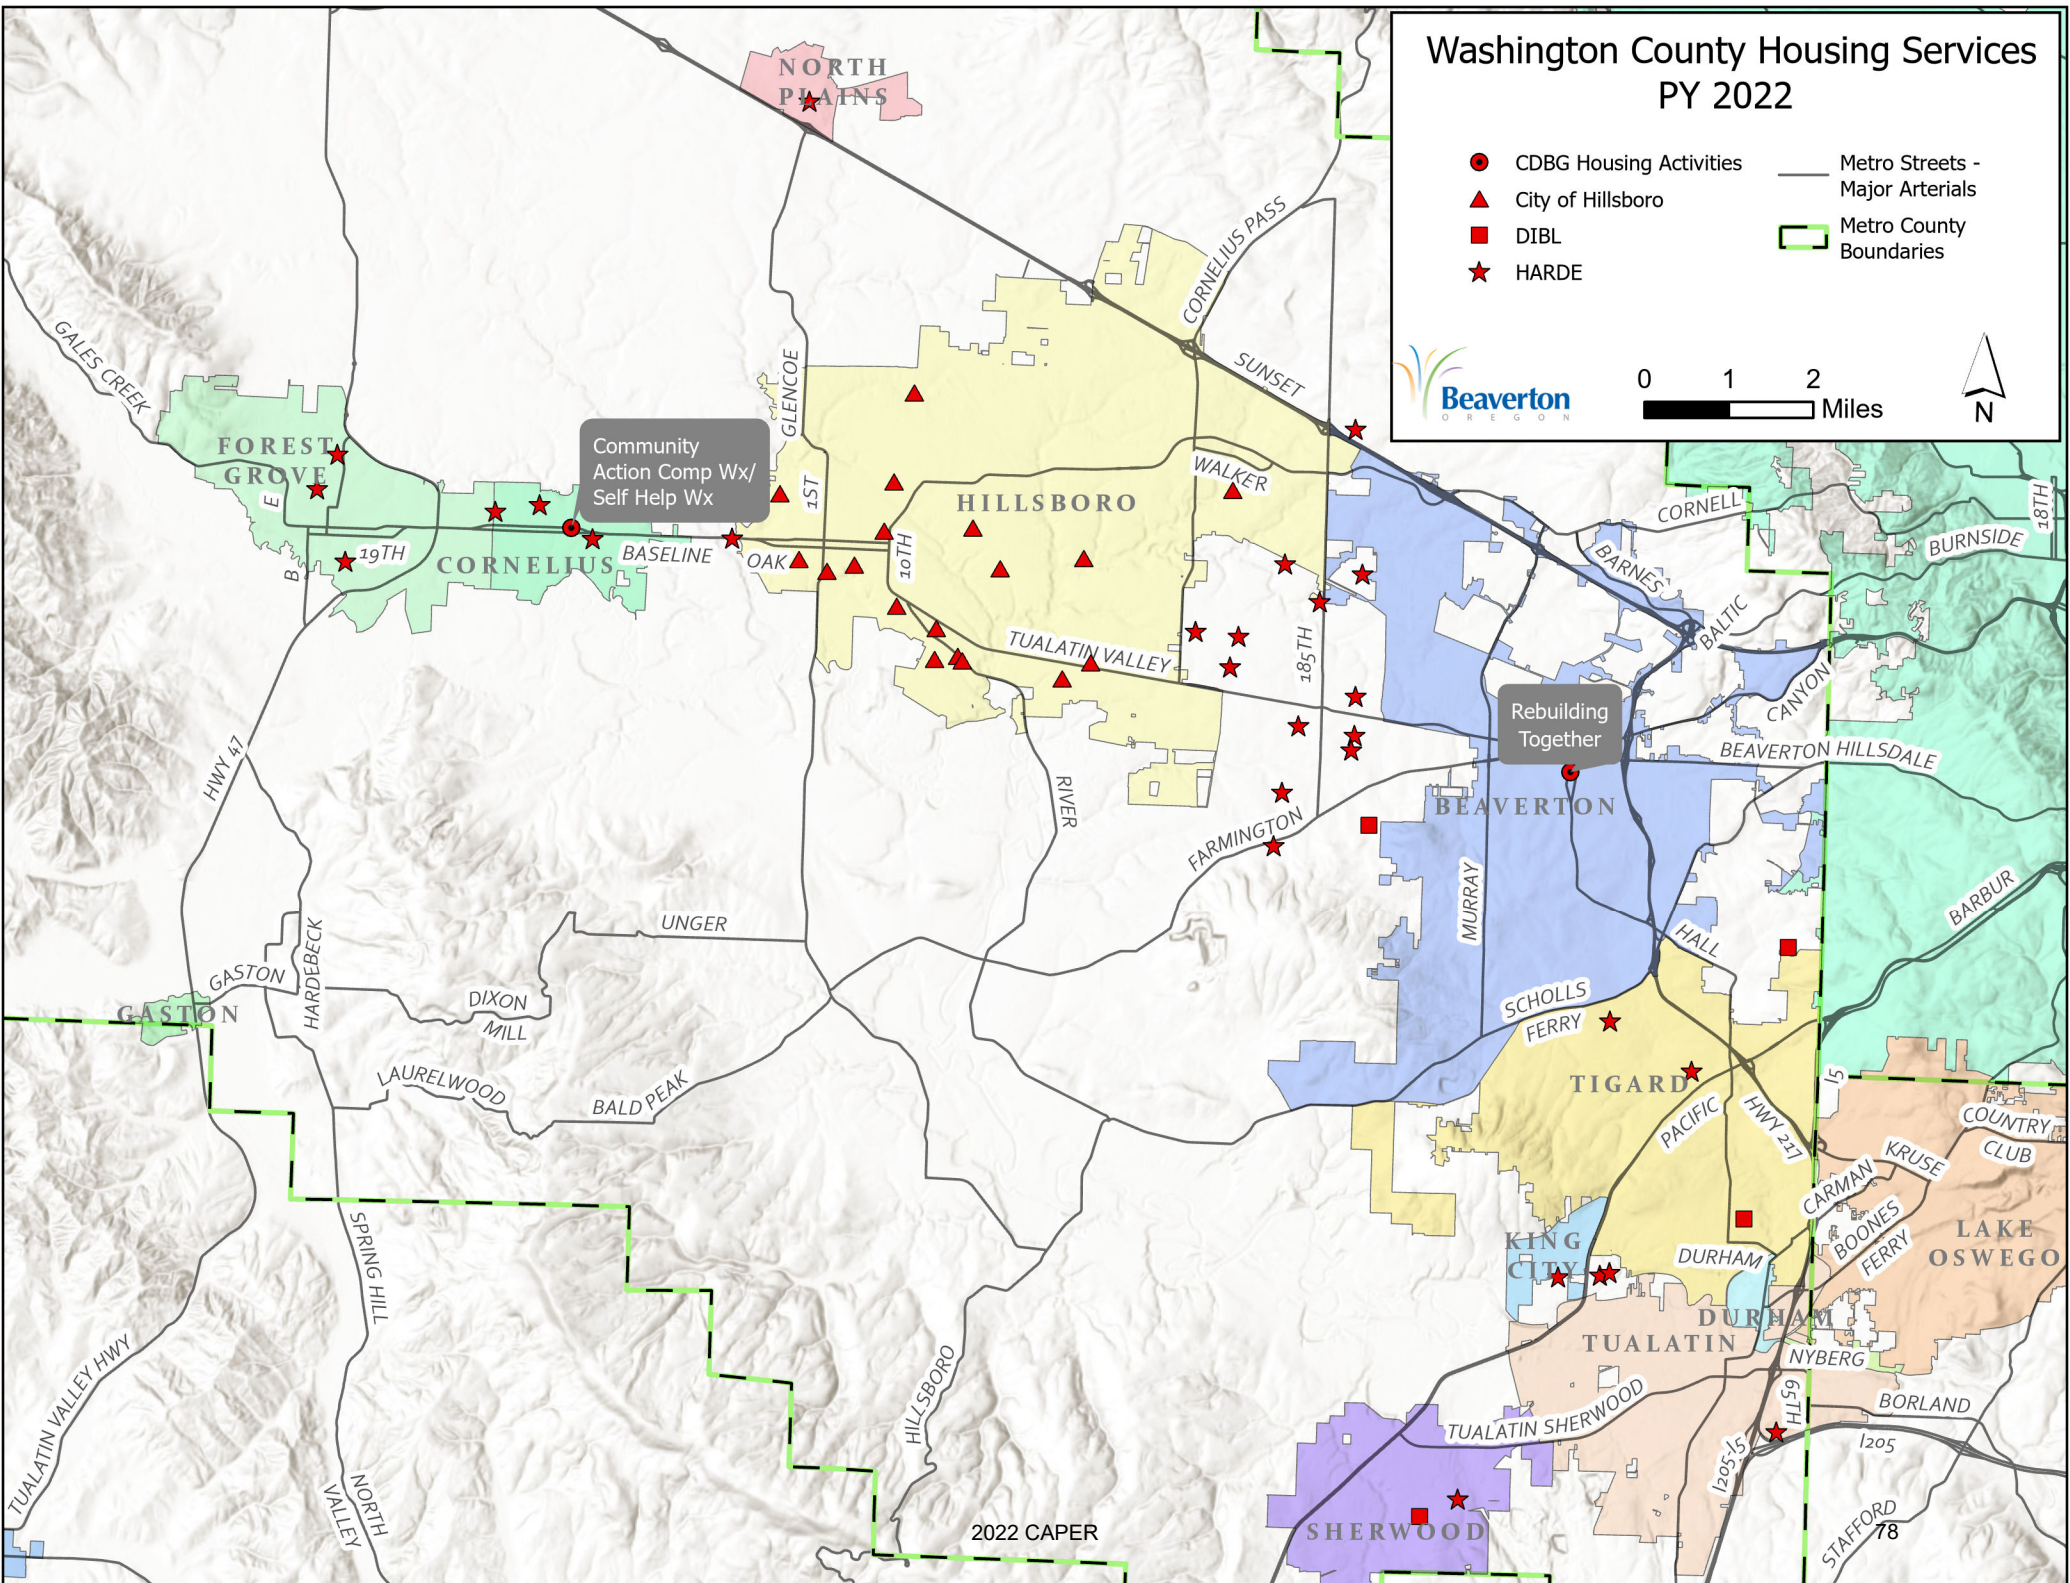 Washington County Housing Services
PY 2022
CDBG Housing Activities
City of Hillsboro
DIBL
HARDE
Metro Streets -
Major Arterials
Metro County
Boundaries
Beaverton
OREGON
0 1 2
Miles
N
NORTH
PLAINS
CORNELIUS PASS
SUNSET
GALES CREEK
GLENCOE
FOREST
GROVE
Community
Action Comp Wx/
Self Help Wx
1ST
WALKER
HILLSBORO
CORNELL
18TH
BURNSIDE
BARNES
E
B
19TH
CORNELIUS
BASELINE
OAK
10TH
TUALATIN VALLEY
185TH
BALTIC
CANYON
Rebuilding
Together
BEAVERTON HILLSDALE
BEAVERTON
HWY 47
RIVER
FARMINGTON
MURRAY
BARBUR
HALL
UNGER
HARDEBECK
GASTON
GASTON
DIXON
MILL
SCHOLLS
FERRY
LAURELWOOD
BALD PEAK
TIGARD
PACIFIC
HWY 217
I5
COUNTRY
CLUB
KRUSE
CARMAN
BOONES
FERRY
LAKE
OSWEGO
KING
CITY
DURHAM
DURHAM
TUALATIN
NYBERG
SPRING HILL
TUALATIN VALLEY HWY
HILLSBORO
TUALATIN SHERWOOD
65TH
BORLAND
I205
I205-I5
NORTH
VALLEY
SHERWOOD
STAFFORD
2022 CAPER
78